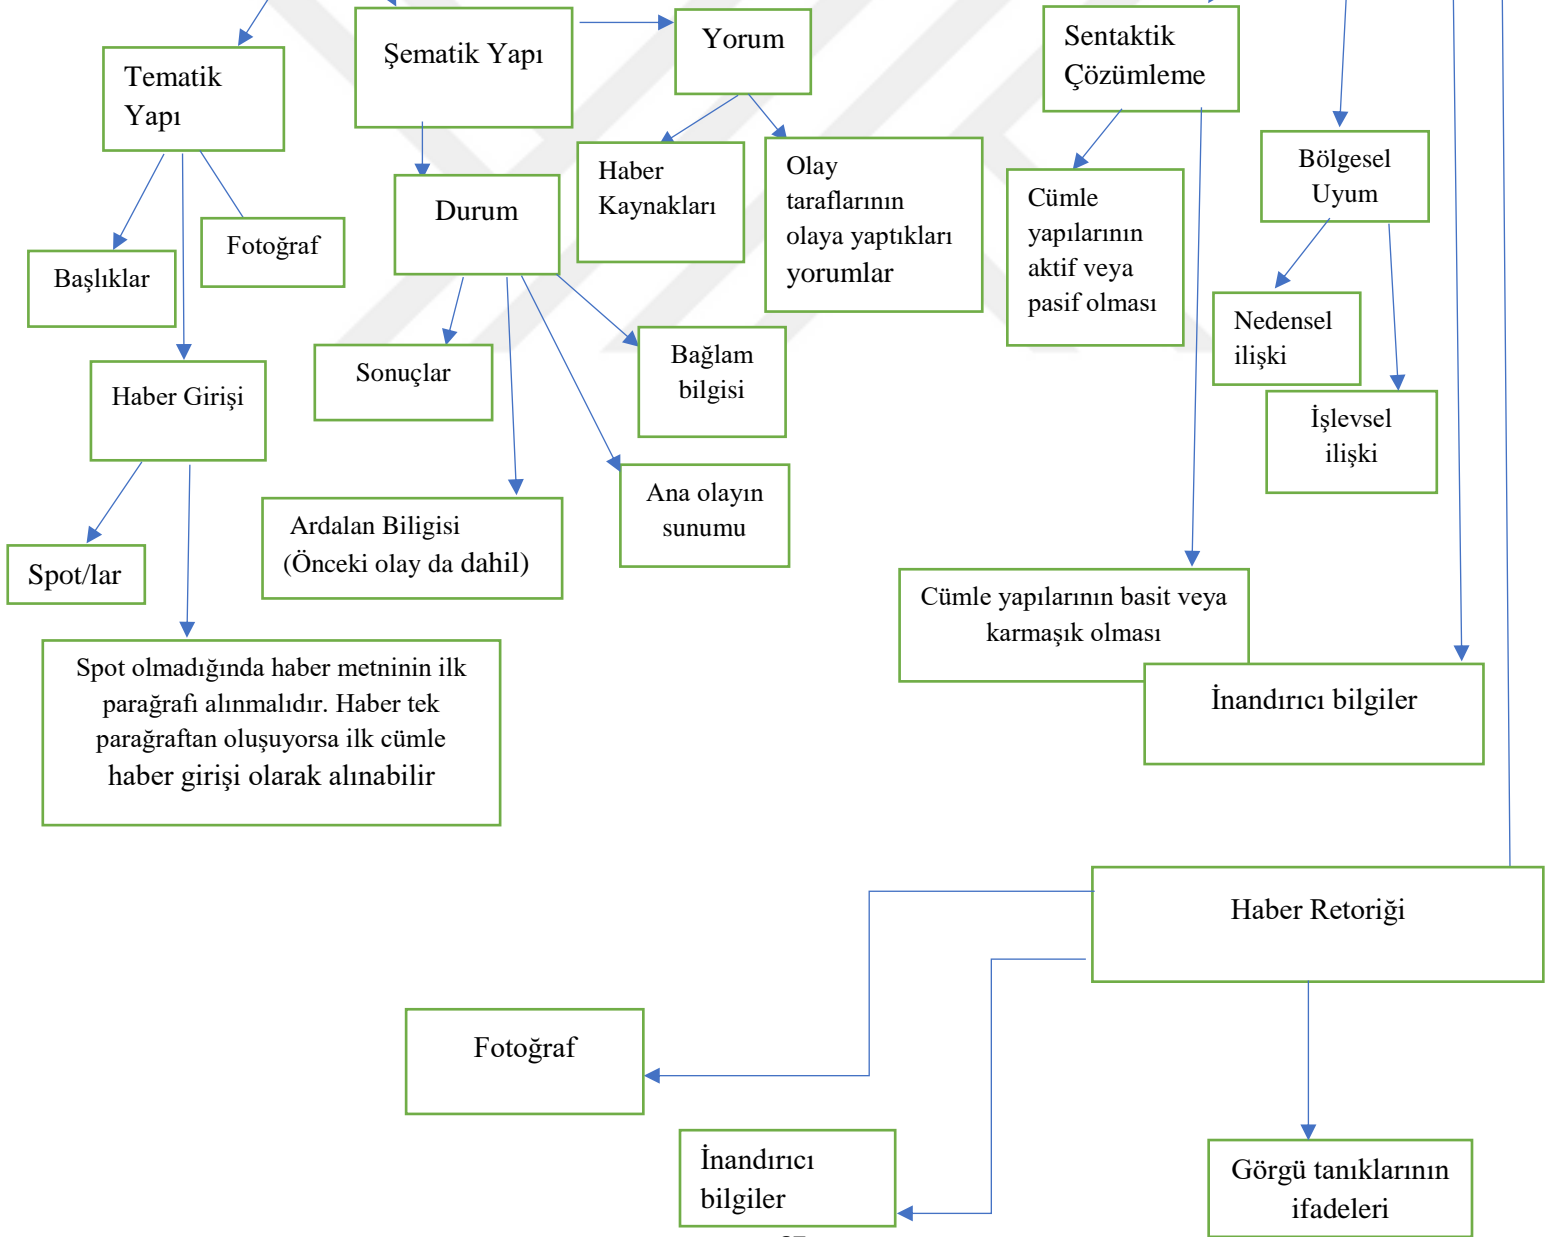 Tematik
Yapı
Şematik Yapı
Yorum
Sentaktik
Çözümleme
Başlıklar
Fotoğraf
Durum
Haber
Kaynakları
Olay
taraflarının
olaya yaptıkları
yorumlar
Cümle
yapılarının
aktif veya
pasif olması
Bölgesel
Uyum
Nedensel
ilişki
İşlevsel
ilişki
Haber Girişi
Sonuçlar
Bağlam
bilgisi
Ardalan Biligisi
(Önceki olay da dahil)
Ana olayın
sunumu
Spot/lar
Cümle yapılarının basit veya
karmaşık olması
İnandırıcı bilgiler
Spot olmadığında haber metninin ilk
parağrafı alınmalıdır. Haber tek
parağraftan oluşuyorsa ilk cümle
haber girişi olarak alınabilir
Haber Retoriği
Fotoğraf
İnandırıcı
bilgiler
Görgü tanıklarının
ifadeleri